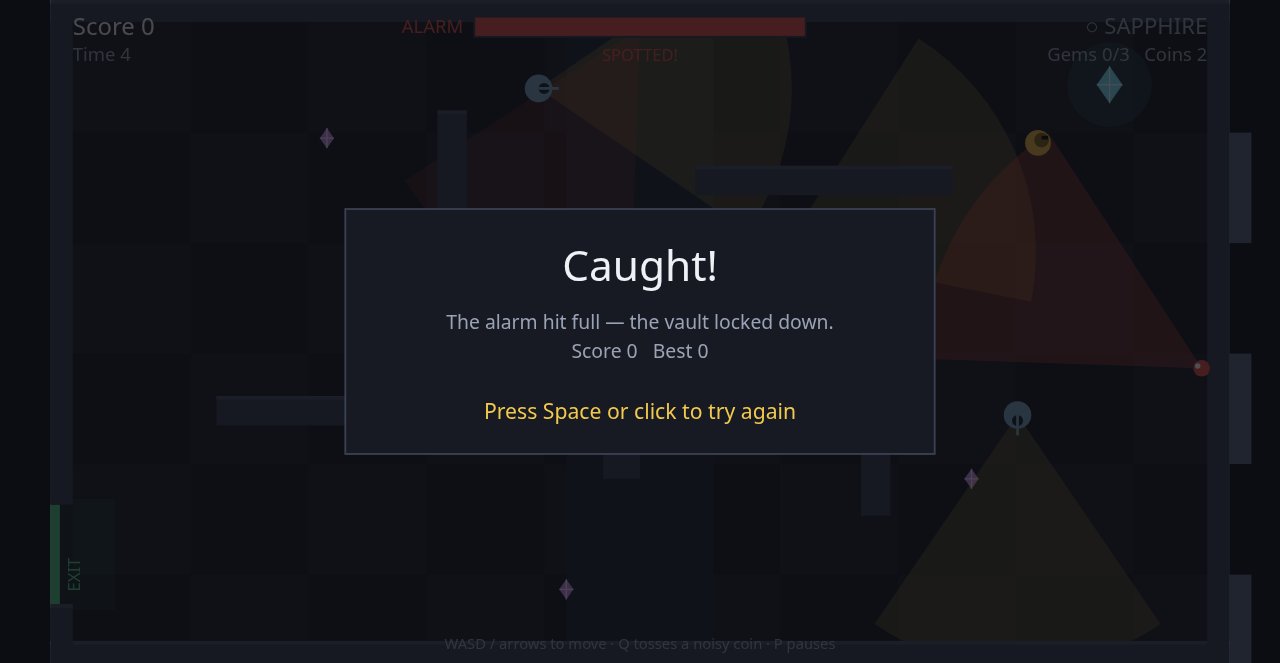 Score 0
ALARM
○ SAPPHIRE
Time 4
SPOTTED!
Gems 0/3 Coins 2
Caught!
The alarm hit full — the vault locked down.
Score 0 Best 0
Press Space or click to try again
EXIT
WASD / arrows to move · Q tosses a noisy coin · P pauses